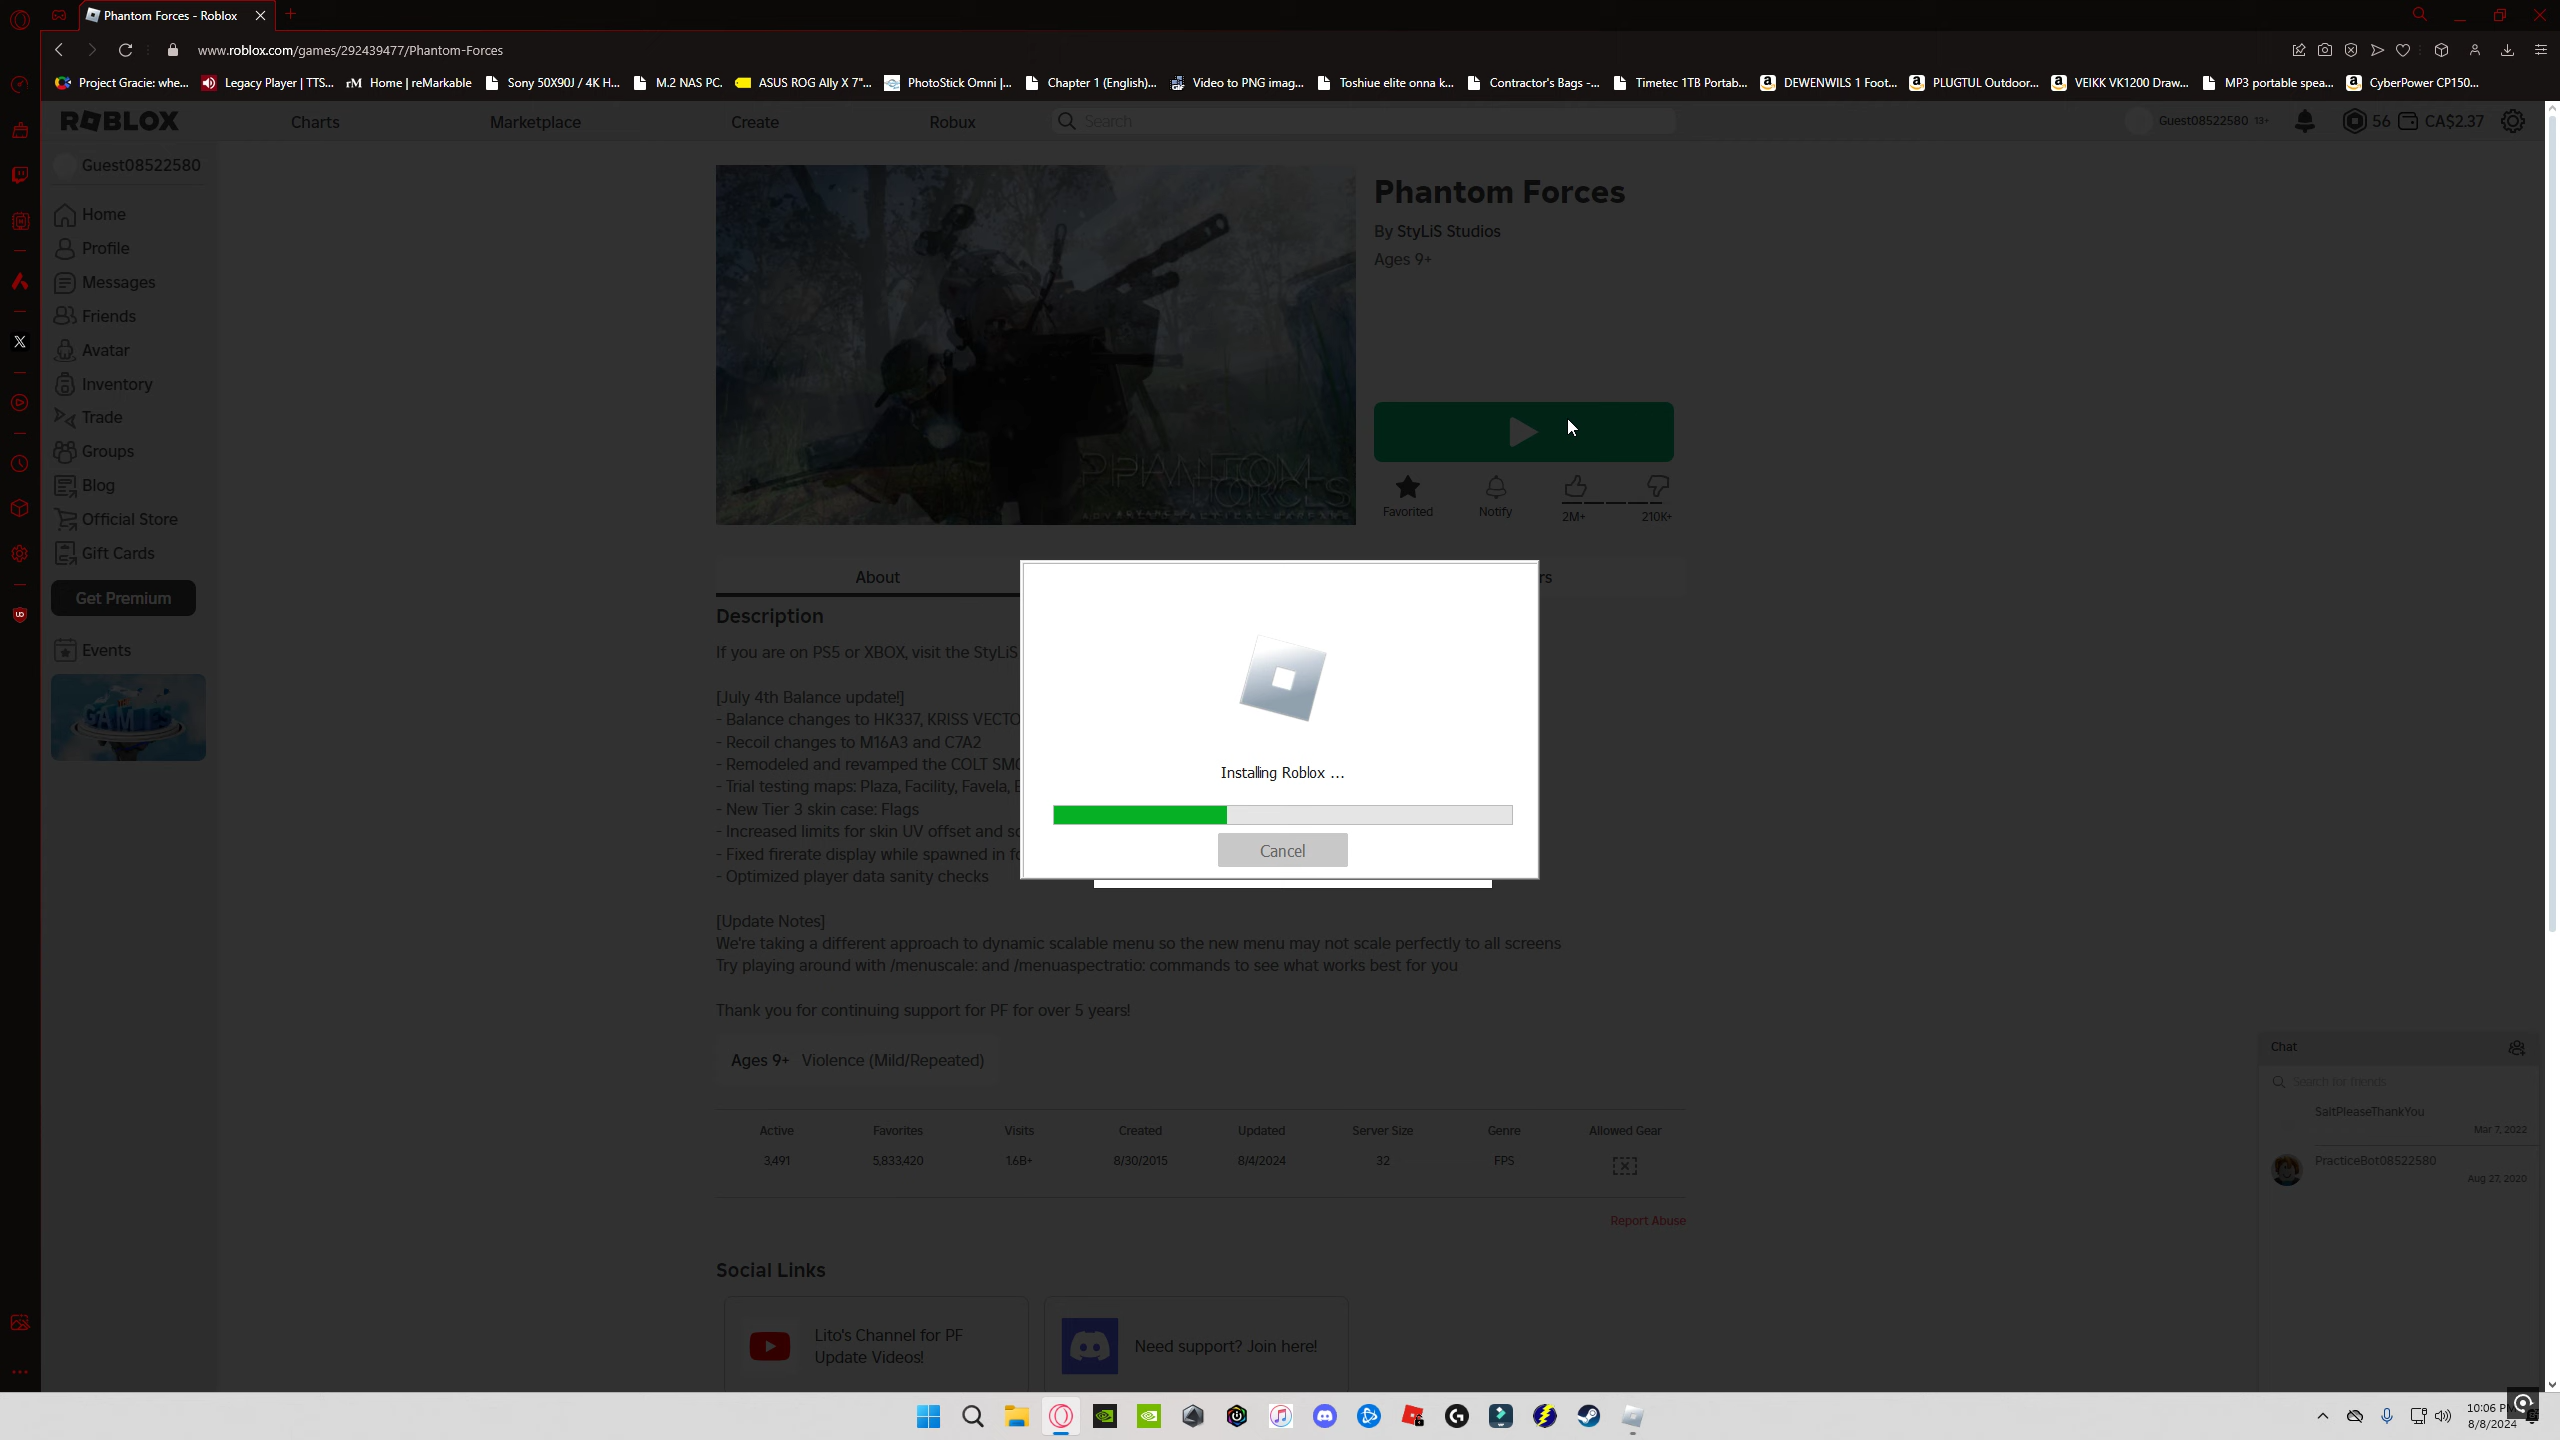 Phantom Forces - Roblox
www.roblox.com/games/292439477/Phantom-Forces
Project Gracie: whe...
Legacy Player | TTS...
rM Home | reMarkable
Sony 50X90J / 4K H...
M.2 NAS PC.
ASUS ROG Ally X 7"...
PhotoStick Omni |...
Chapter 1 (English)...
Video to PNG imag...
Toshiue elite onna k...
Contractor's Bags -...
Timetec 1TB Portab...
DEWENWILS 1 Foot...
PLUGTUL Outdoor...
VEIKK VK1200 Draw...
MP3 portable spea...
CyberPower CP150...
ROBLOX
Charts
Marketplace
Create
Robux
Search
Guest08522580 13+
56
CA$2.37
Guest08522580
Home
Profile
Messages
Friends
Avatar
Inventory
Trade
Groups
Blog
Official Store
Gift Cards
Get Premium
Events
GAMES
PHANTOM
FORCES
Phantom Forces
By StyLiS Studios
Ages 9+
Favorited
Notify
2M+
210K+
About
rs
Description
If you are on PS5 or XBOX, visit the StyLiS
[July 4th Balance update!]
- Balance changes to HK337, KRISS VECTO
- Recoil changes to M16A3 and C7A2
- Remodeled and revamped the COLT SMG
- Trial testing maps: Plaza, Facility, Favela,
- New Tier 3 skin case: Flags
- Increased limits for skin UV offset and sc
- Fixed firerate display while spawned in fo
- Optimized player data sanity checks
Installing Roblox ...
Cancel
[Update Notes]
We're taking a different approach to dynamic scalable menu so the new menu may not scale perfectly to all screens
Try playing around with /menuscale: and /menuaspectratio: commands to see what works best for you
Thank you for continuing support for PF for over 5 years!
Ages 9+ Violence (Mild/Repeated)
Active Favorites Visits Created Updated Server Size Genre Allowed Gear
3,491 5,833,420 1.6B+ 8/30/2015 8/4/2024 32 FPS
Report Abuse
Social Links
Lito's Channel for PF
Update Videos!
Need support? Join here!
Chat
Search for friends
SaltPleaseThankYou
Mar 7, 2022
PracticeBot08522580
Aug 27, 2020
10:06 P
8/8/2024